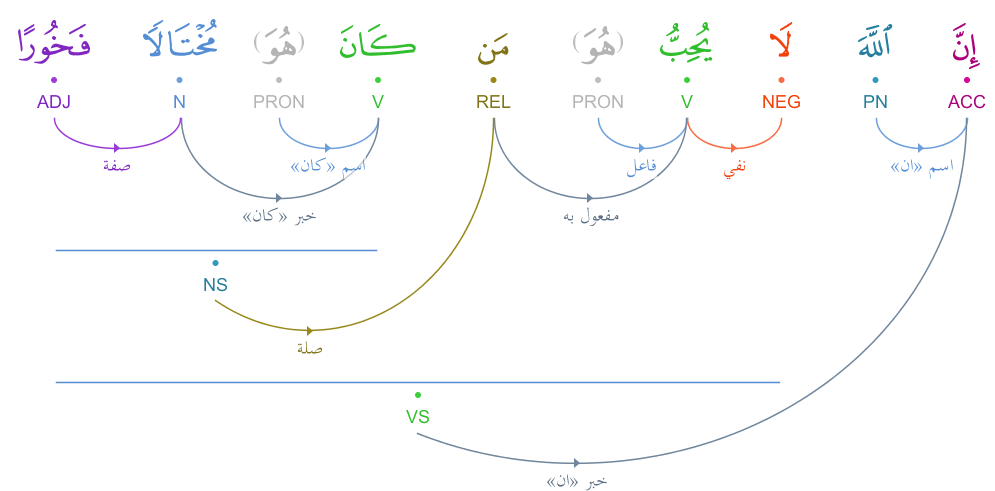 إِنَّ ٱللَّهَ لَا يُحِبُّ (هُوَ) مَن كَانَ (هُوَ) مُخْتَالًا فَخُورًا
ACC PN NEG V PRON REL V PRON N ADJ
اسم «ان» نفي فاعل اسم «كان» صفة
مفعول به خبر «كان»
NS
صلة
VS
خبر «ان»